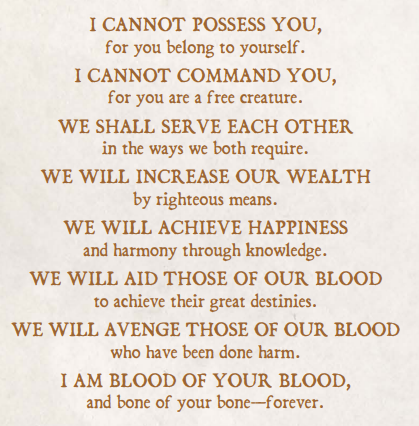 I CANNOT POSSESS YOU,
for you belong to yourself.
I CANNOT COMMAND YOU,
for you are a free creature.
WE SHALL SERVE EACH OTHER
in the ways we both require.
WE WILL INCREASE OUR WEALTH
by righteous means.
WE WILL ACHIEVE HAPPINESS
and harmony through knowledge.
WE WILL AID THOSE OF OUR BLOOD
to achieve their great destinies.
WE WILL AVENGE THOSE OF OUR BLOOD
who have been done harm.
I AM BLOOD OF YOUR BLOOD,
and bone of your bone—forever.